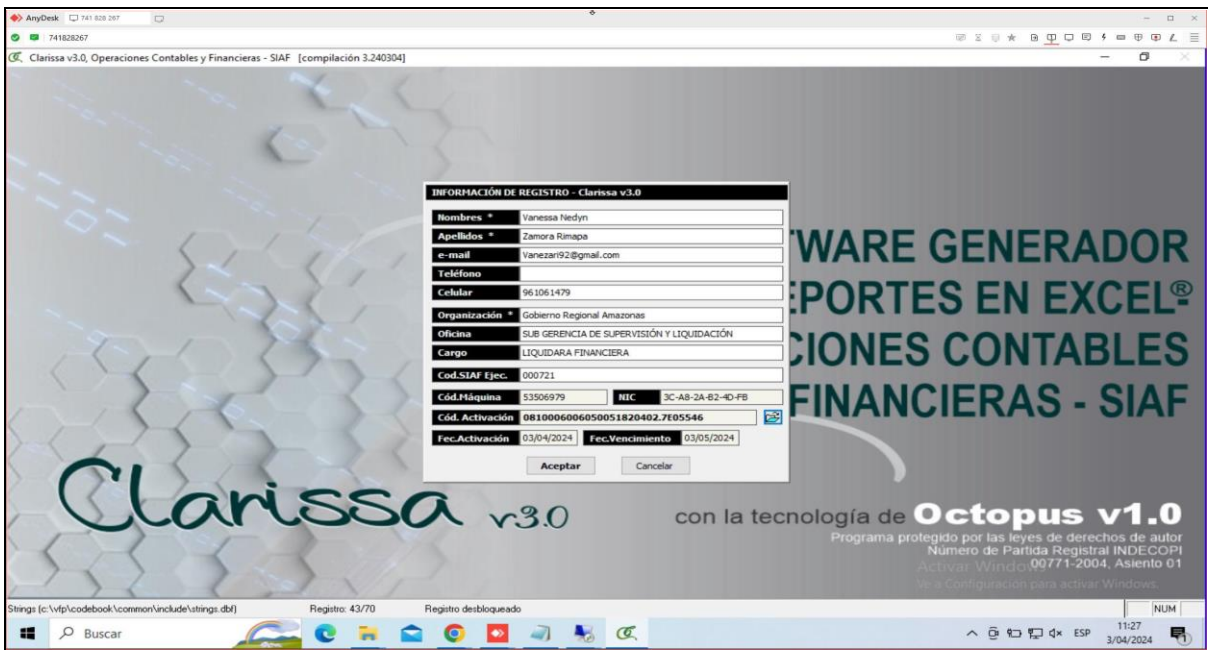 AnyDesk 741 828 267
741828267
Clarissa v3.0, Operaciones Contables y Financieras - SIAF [compilación 3.240304]
INFORMACIÓN DE REGISTRO - Clarissa v3.0
Nombres * Vanessa Nedyn
Apellidos * Zamora Rimapa
e-mail Vanezari92@gmail.com
Teléfono
Celular 961061479
Organización * Gobierno Regional Amazonas
Oficina SUB GERENCIA DE SUPERVISIÓN Y LIQUIDACIÓN
Cargo LIQUIDARA FINANCIERA
Cod.SIAF Ejec. 000721
Cód.Máquina 53506979 NIC 3C-A8-2A-B2-4D-FB
Cód. Activación 0810006006050051820402.7E05546
Fec.Activación 03/04/2024 Fec.Vencimiento 03/05/2024
Aceptar Cancelar
WARE GENERADOR
PORTES EN EXCEL®
CIONES CONTABLES
FINANCIERAS - SIAF
Clarissa v3.0
con la tecnología de Octopus v1.0
Programa protegido por las leyes de derechos de autor
Número de Partida Registral INDECOPI
00771-2004, Asiento 01
Activar Windows
Ve a Configuración para activar Windows.
Strings (c:\vfp\codebook\common\include\strings.dbf) Registro: 43/70 Registro desbloqueado NUM
Buscar ESP 11:27
3/04/2024